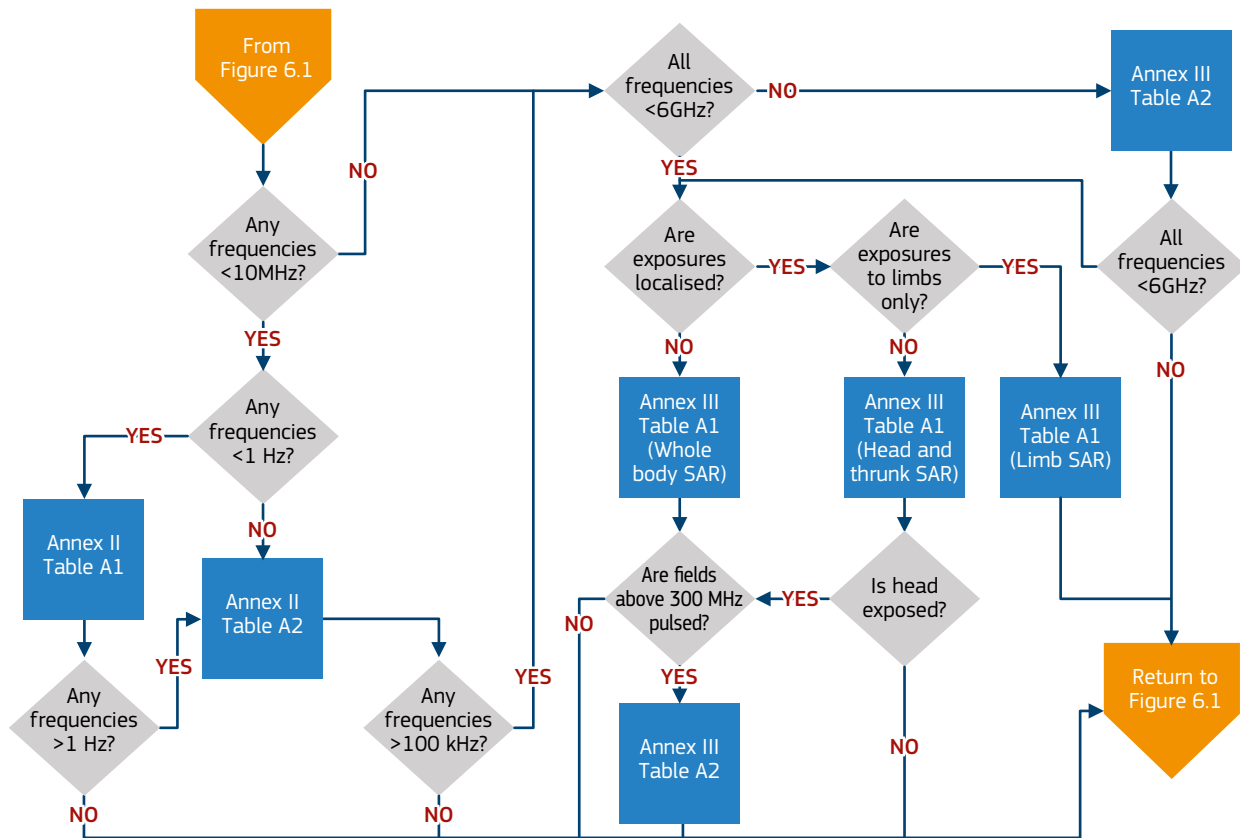 From
Figure 6.1
NO
Any
frequencies
<10MHz?
YES
Any
frequencies
<1 Hz?
YES
NO
Annex II
Table A1
Annex II
Table A2
YES
Any
frequencies
>1 Hz?
NO
Any
frequencies
>100 kHz?
YES
NO
All
frequencies
<6GHz?
NO
YES
Annex III
Table A2
All
frequencies
<6GHz?
NO
Are
exposures
localised?
YES
NO
Are
exposures
to limbs
only?
YES
NO
Annex III
Table A1
(Whole
body SAR)
Annex III
Table A1
(Head and
thrunk SAR)
Annex III
Table A1
(Limb SAR)
Are fields
above 300 MHz
pulsed?
NO
YES
YES
Is head
exposed?
NO
Annex III
Table A2
Return to
Figure 6.1